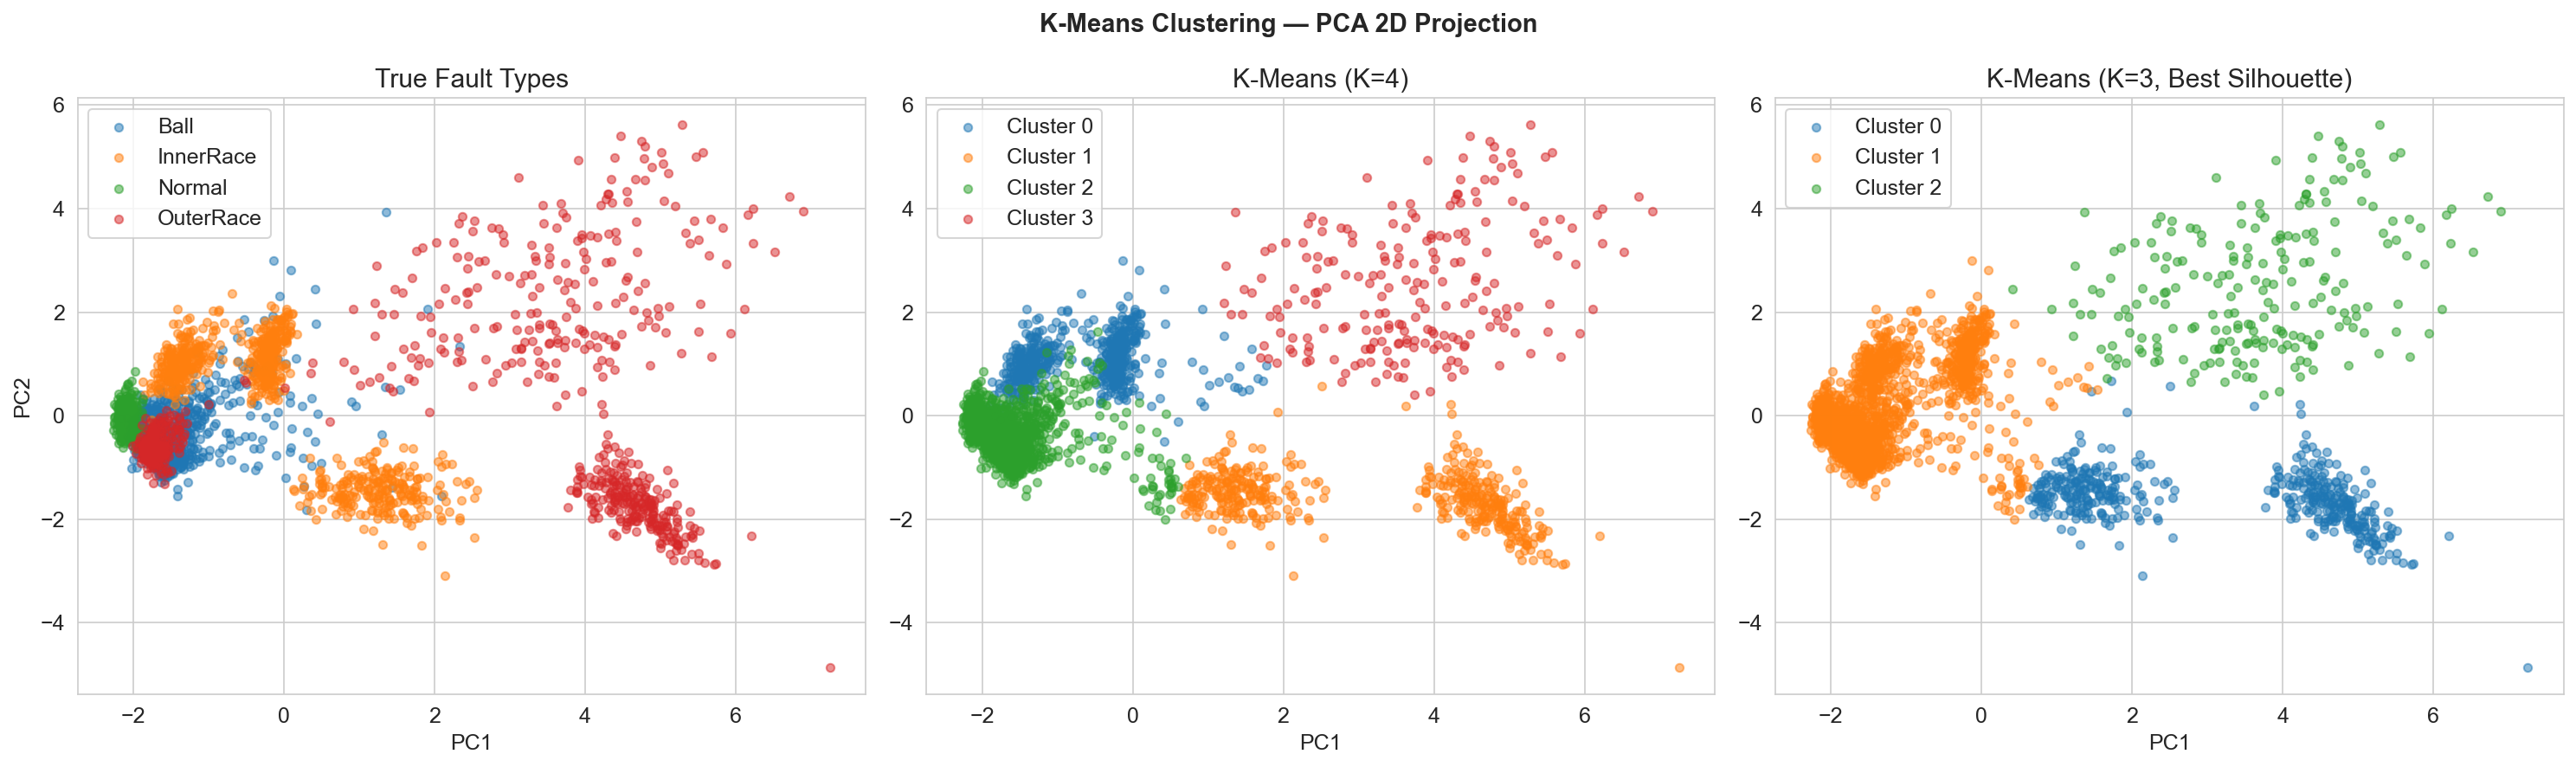 K-Means Clustering — PCA 2D Projection
True Fault Types
Ball
InnerRace
Normal
OuterRace
PC2
6
4
2
0
−2
−4
−2
0
2
4
6
PC1
K-Means (K=4)
Cluster 0
Cluster 1
Cluster 2
Cluster 3
6
4
2
0
−2
−4
−2
0
2
4
6
PC1
K-Means (K=3, Best Silhouette)
Cluster 0
Cluster 1
Cluster 2
6
4
2
0
−2
−4
−2
0
2
4
6
PC1